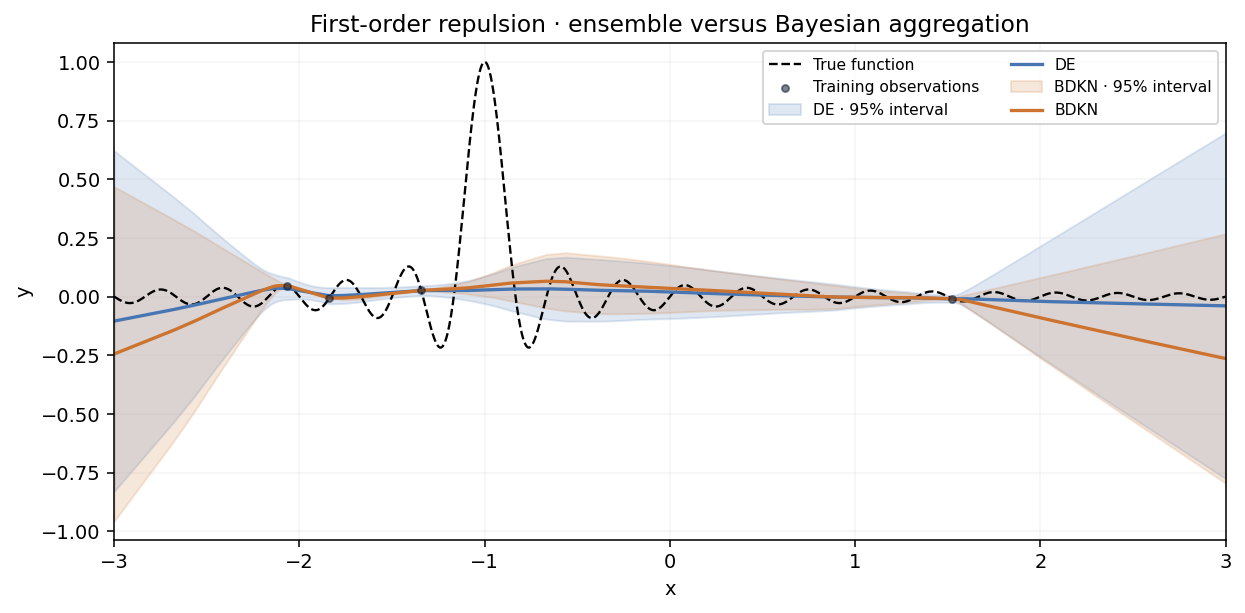 First-order repulsion · ensemble versus Bayesian aggregation
True function
Training observations
DE · 95% interval
DE
BDKN · 95% interval
BDKN
1.00
0.75
0.50
0.25
0.00
−0.25
−0.50
−0.75
−1.00
y
−3
−2
−1
0
1
2
3
x